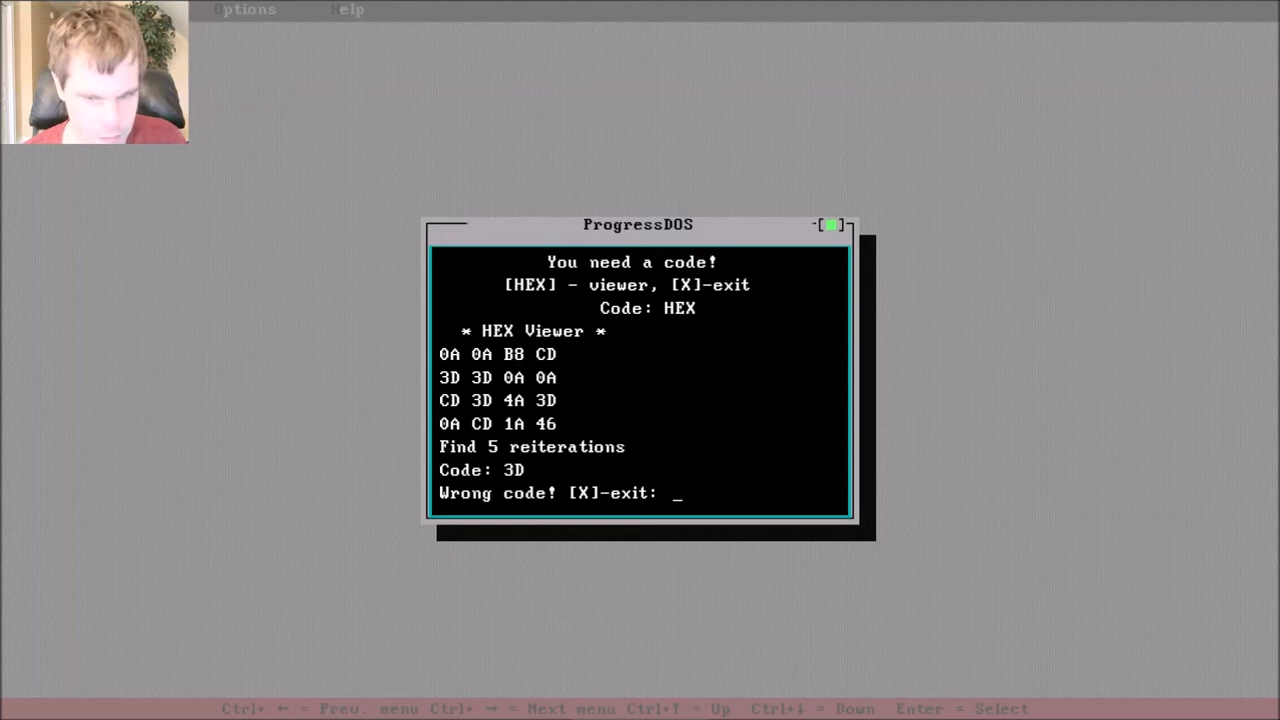 Options Help
ProgressDOS
You need a code!
[HEX] - viewer, [X]-exit
Code: HEX
* HEX Viewer *
0A 0A B8 CD
3D 3D 0A 0A
CD 3D 4A 3D
0A CD 1A 46
Find 5 reiterations
Code: 3D
Wrong code! [X]-exit: _
Ctrl+ ← = Prev. menu Ctrl+ → = Next menu Ctrl+↑ = Up Ctrl+↓ = Down Enter = Select